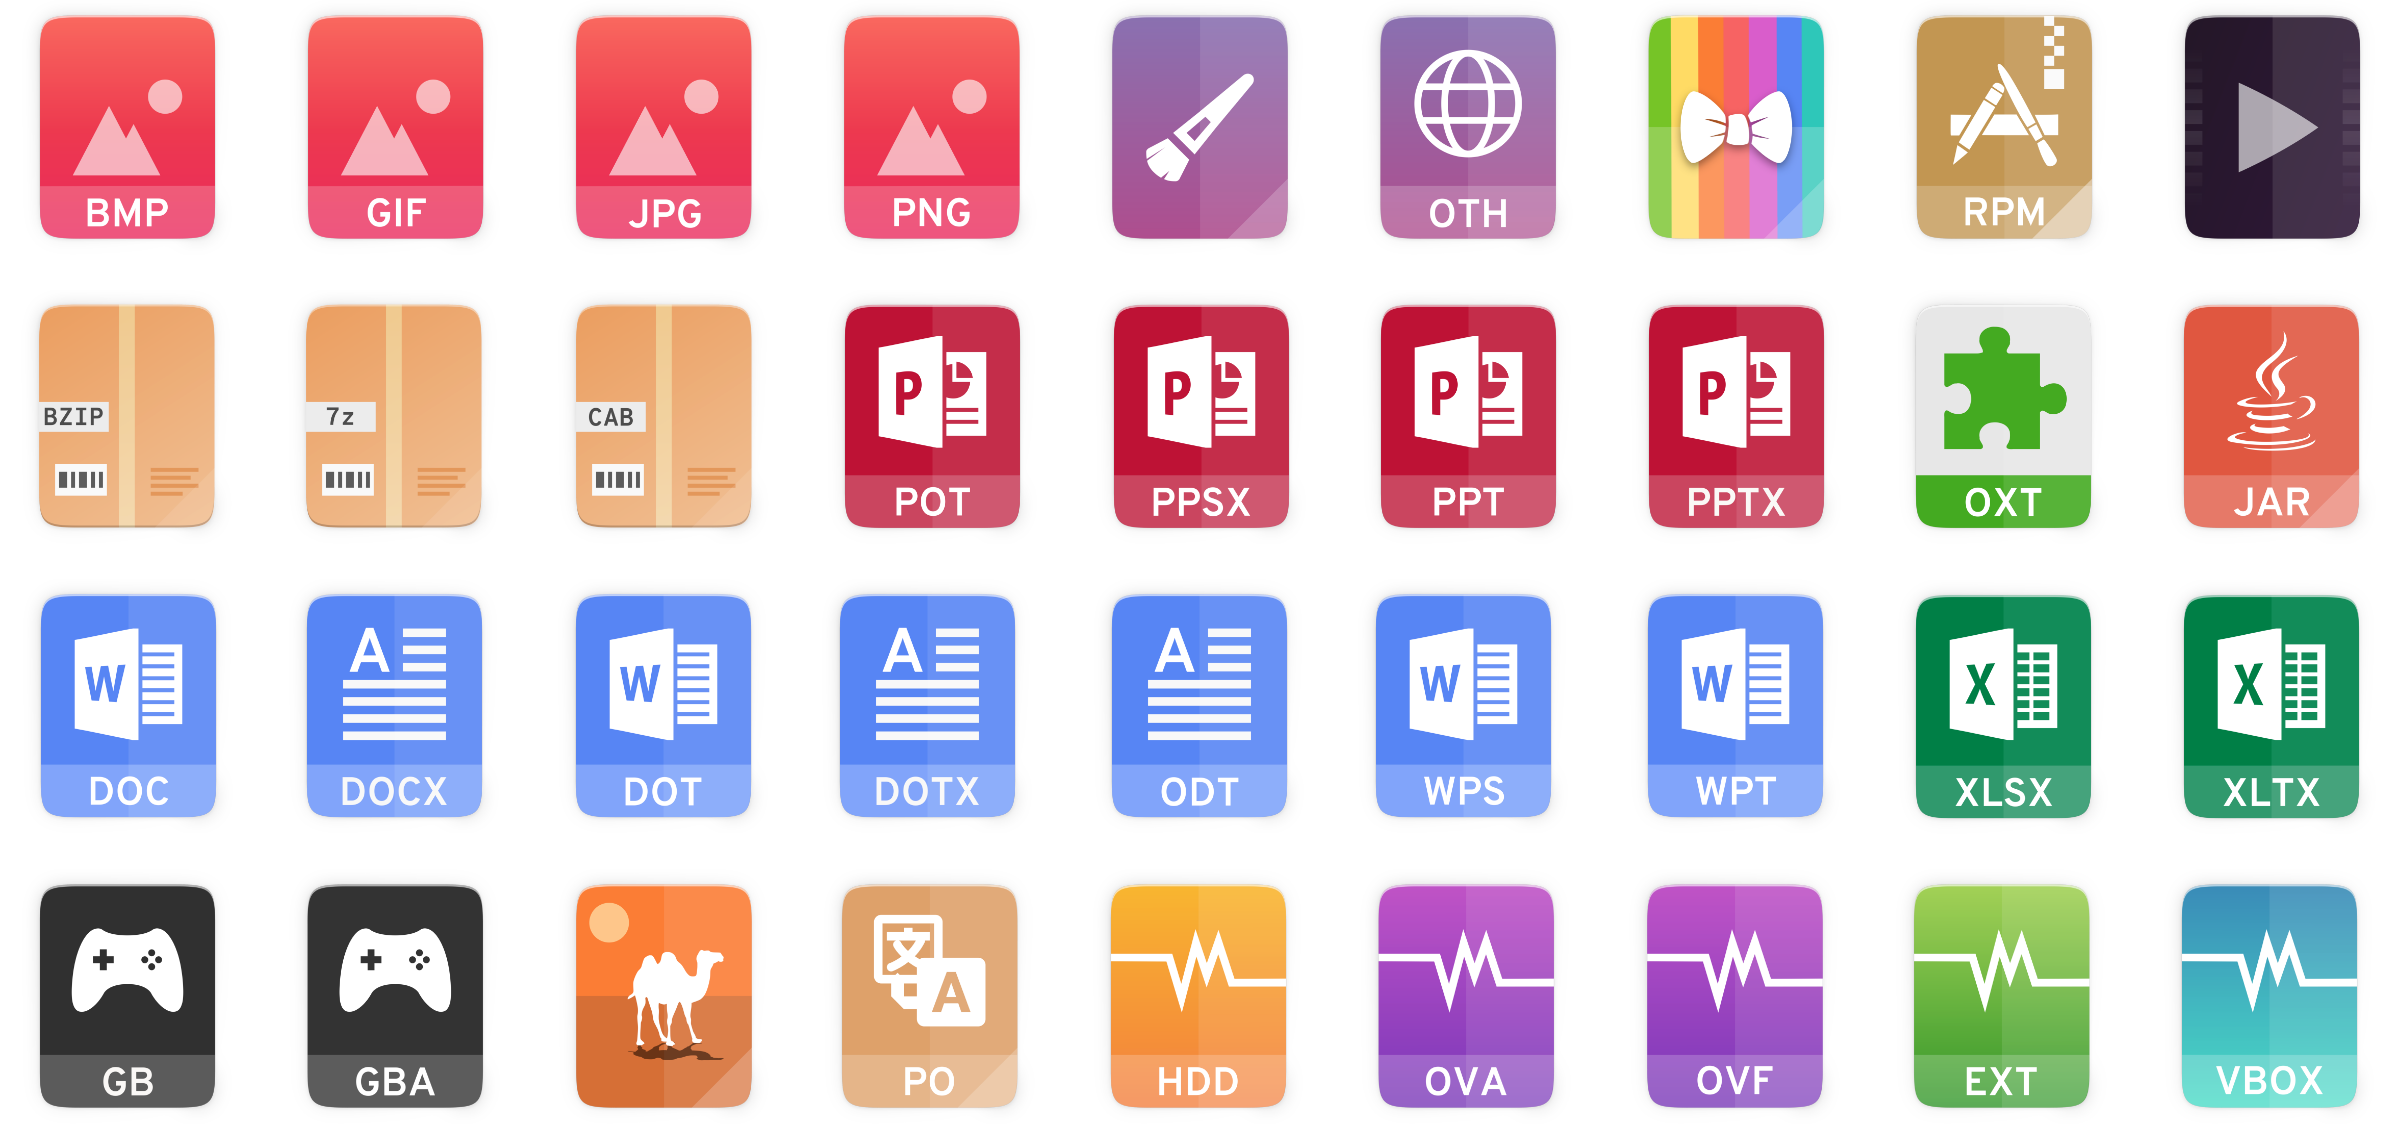 BMP
GIF
JPG
PNG
OTH
RPM
BZIP
7z
CAB
P
POT
P
PPSX
P
PPT
P
PPTX
OXT
JAR
W
DOC
A
DOCX
W
DOT
A
DOTX
A
ODT
W
WPS
W
WPT
X
XLSX
X
XLTX
GB
GBA
文
A
PO
HDD
OVA
OVF
EXT
VBOX